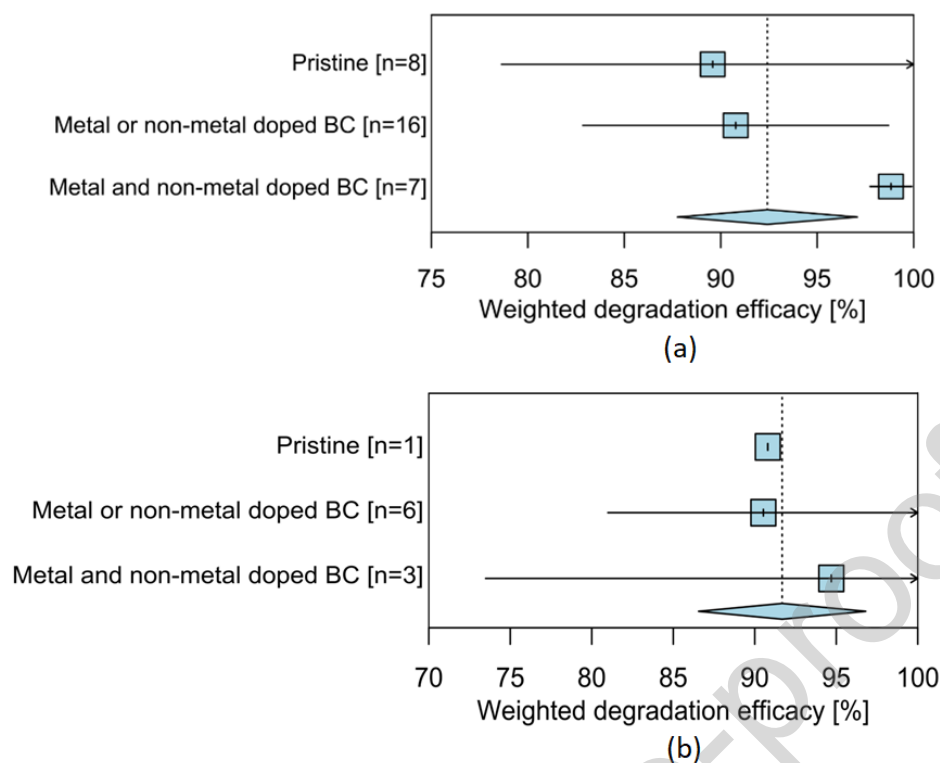 Pristine [n=8]
Metal or non-metal doped BC [n=16]
Metal and non-metal doped BC [n=7]
75 80 85 90 95 100
Weighted degradation efficacy [%]
(a)
Pristine [n=1]
Metal or non-metal doped BC [n=6]
Metal and non-metal doped BC [n=3]
70 75 80 85 90 95 100
Weighted degradation efficacy [%]
(b)
-proof